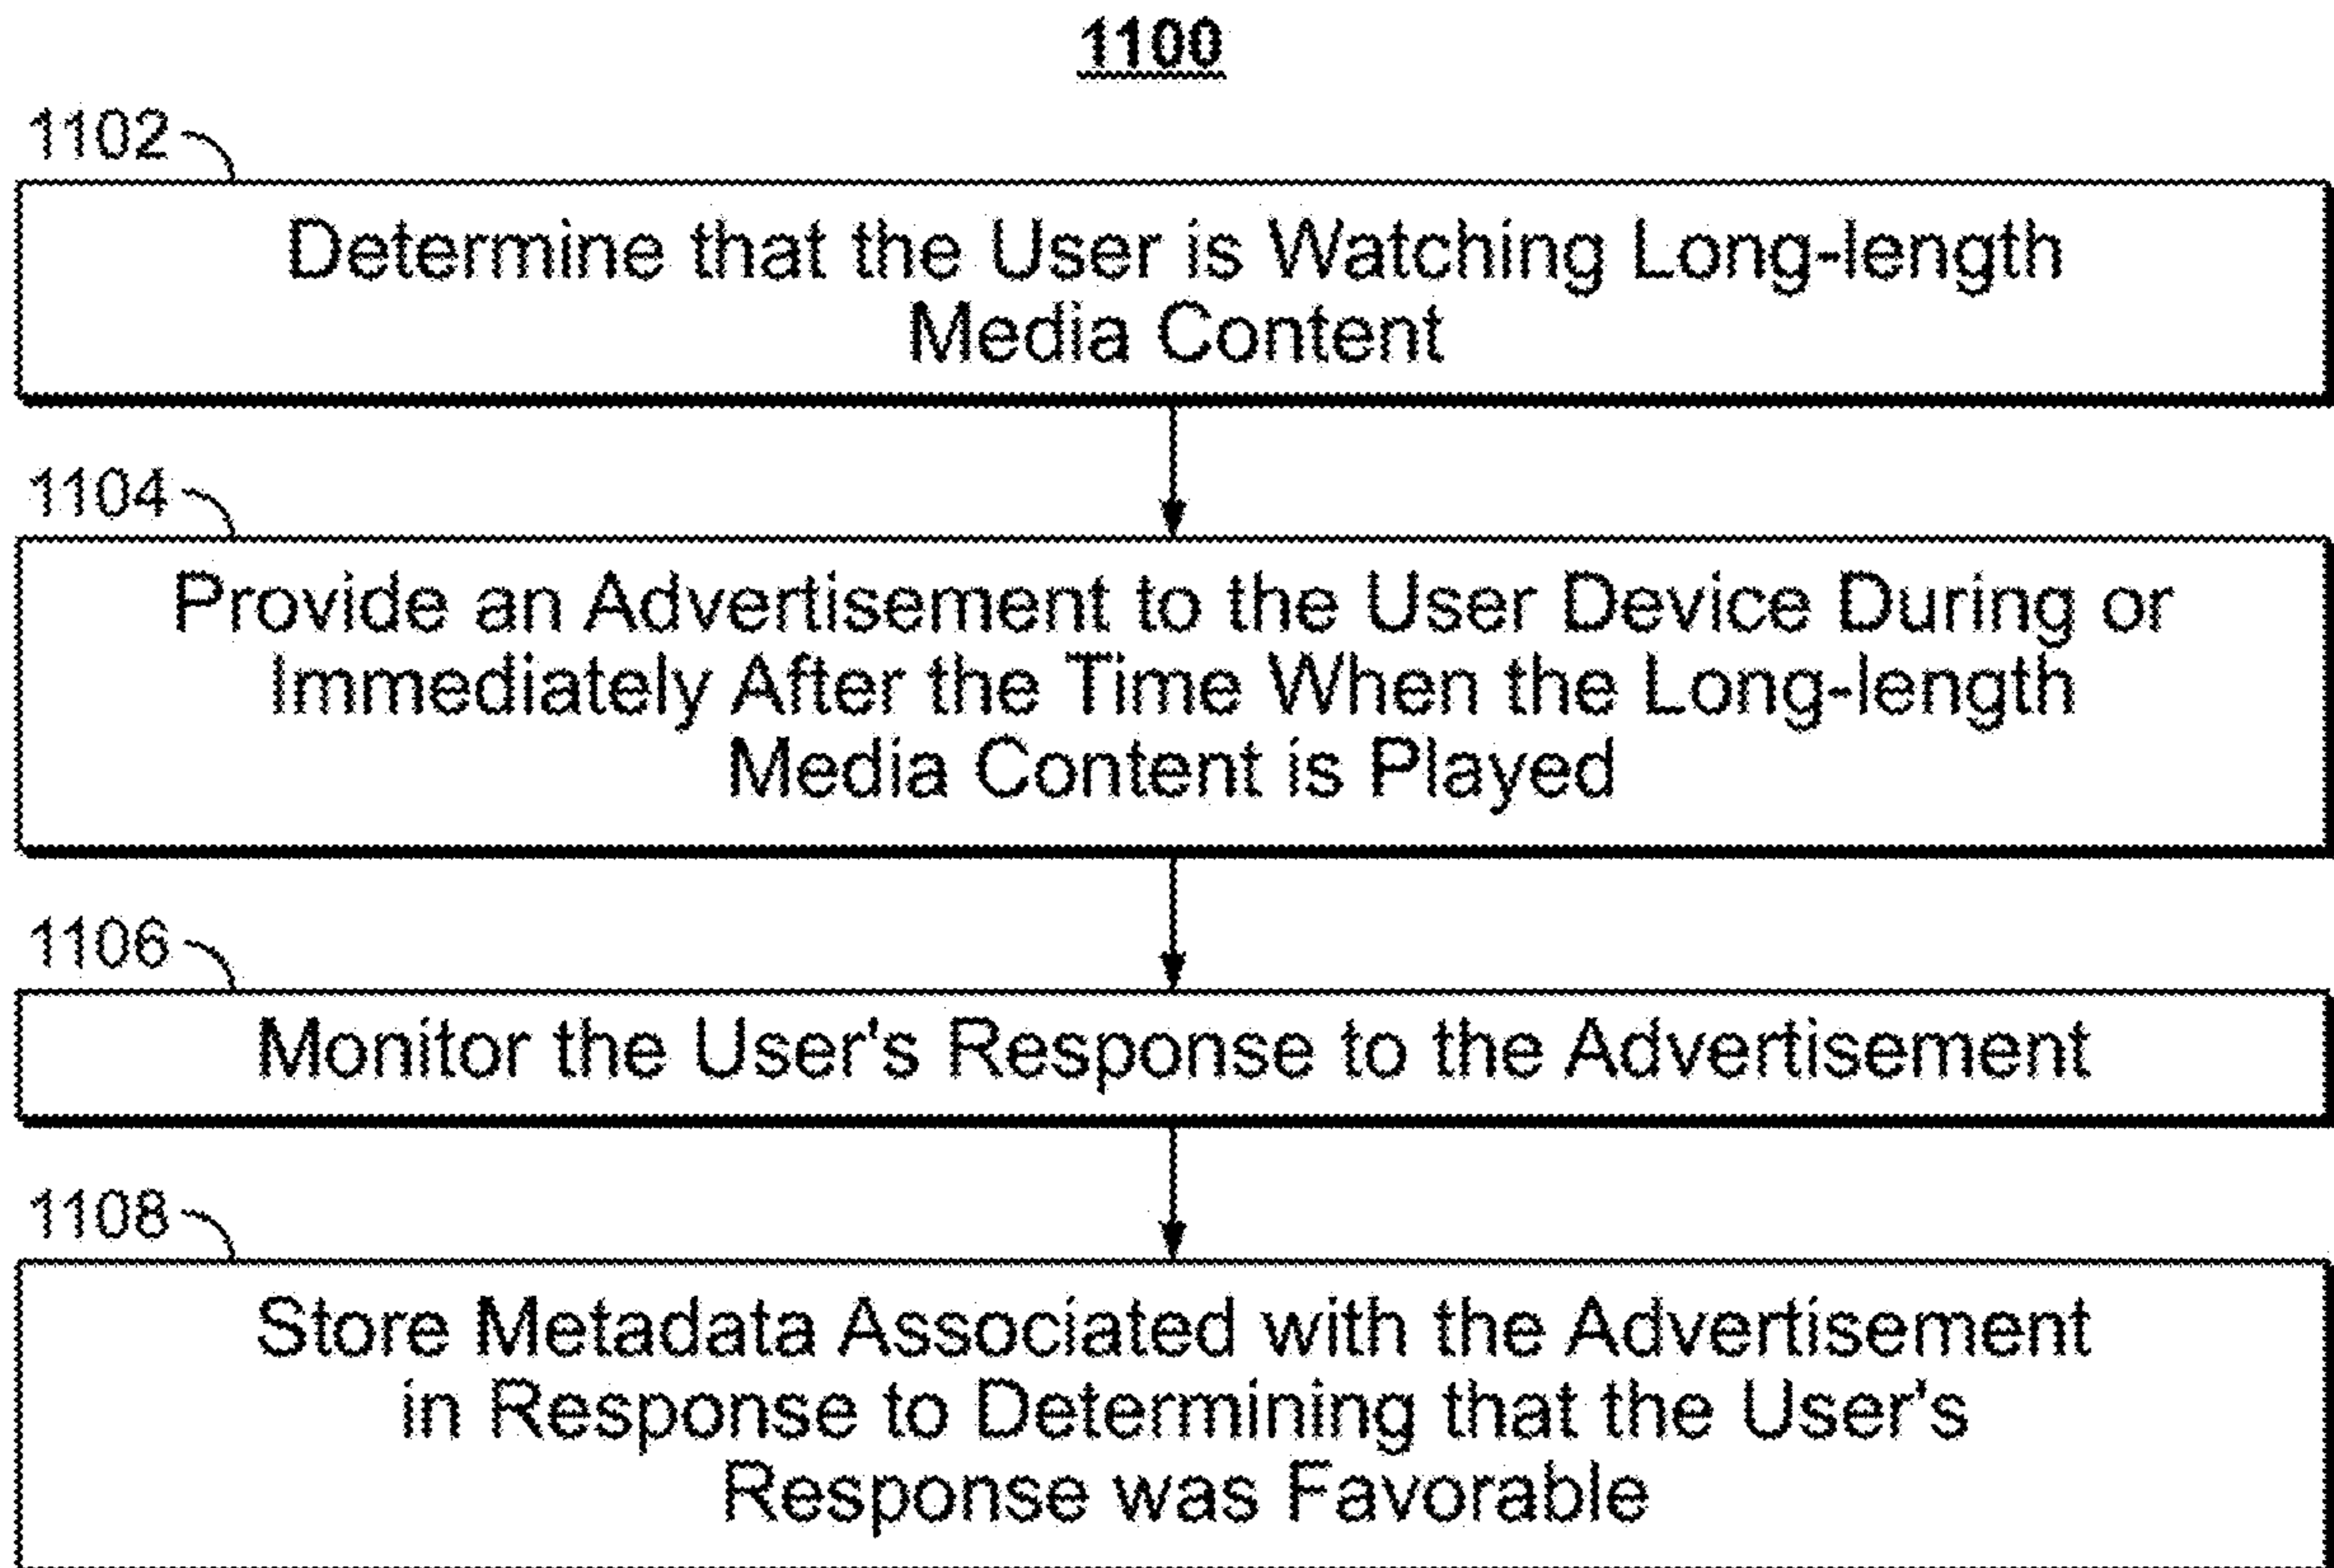 1100
1102
Determine that the User is Watching Long-length
Media Content
1104
Provide an Advertisement to the User Device During or
Immediately After the Time When the Long-length
Media Content is Played
1106
Monitor the User's Response to the Advertisement
1108
Store Metadata Associated with the Advertisement
in Response to Determining that the User's
Response was Favorable